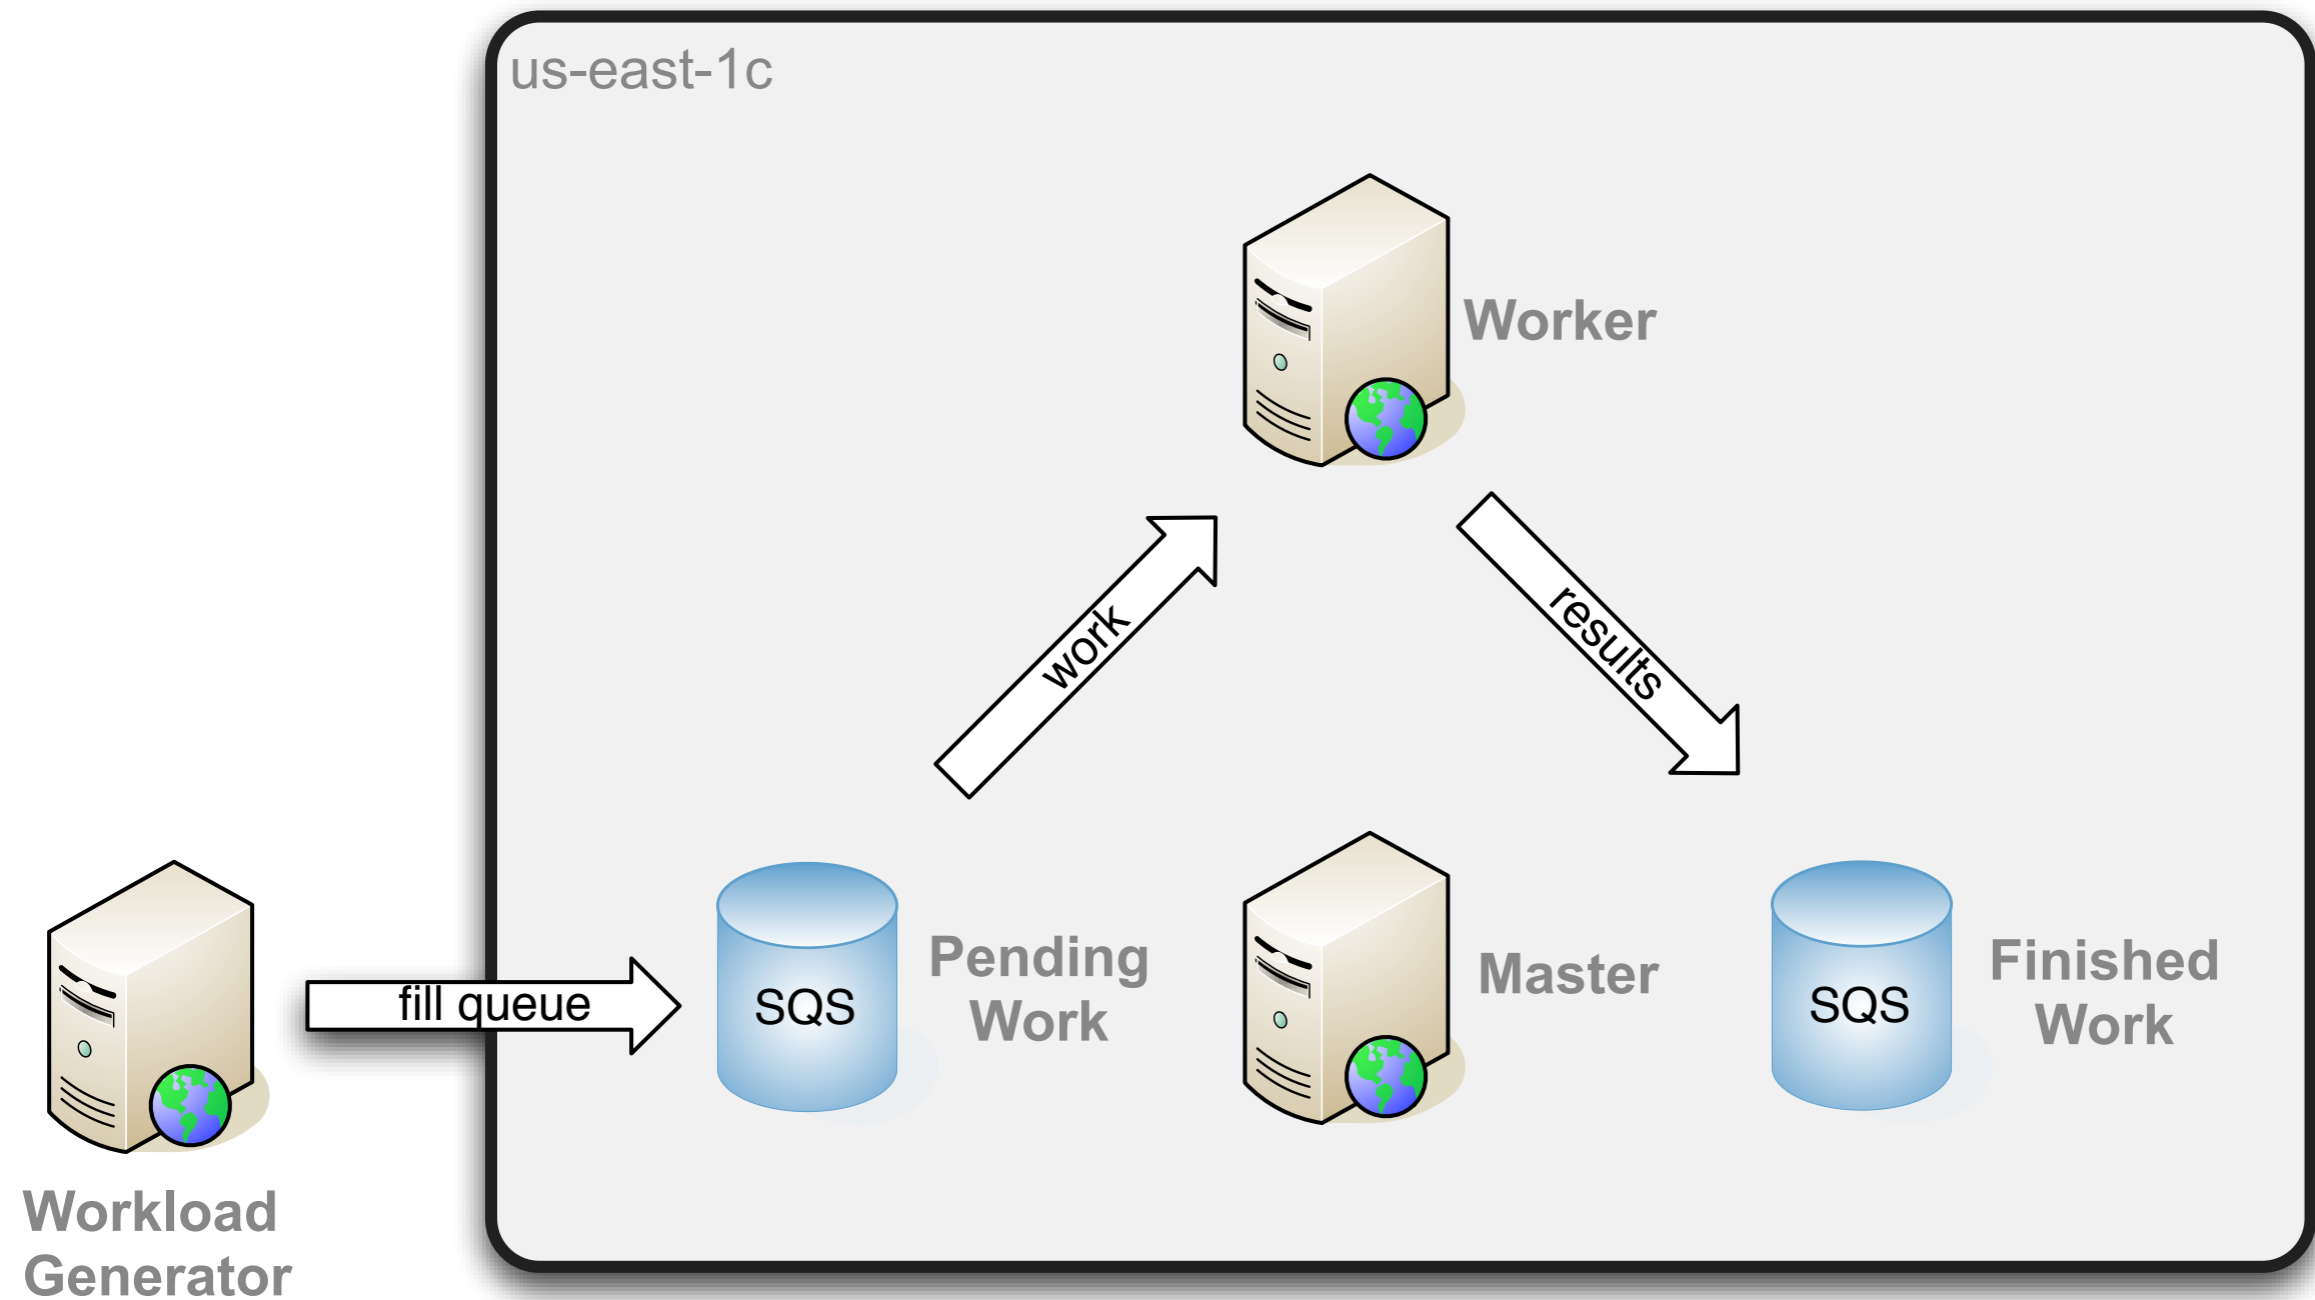 us-east-1c
Worker
work
results
Pending
Work
Master
Finished
Work
SQS
SQS
fill queue
Workload
Generator